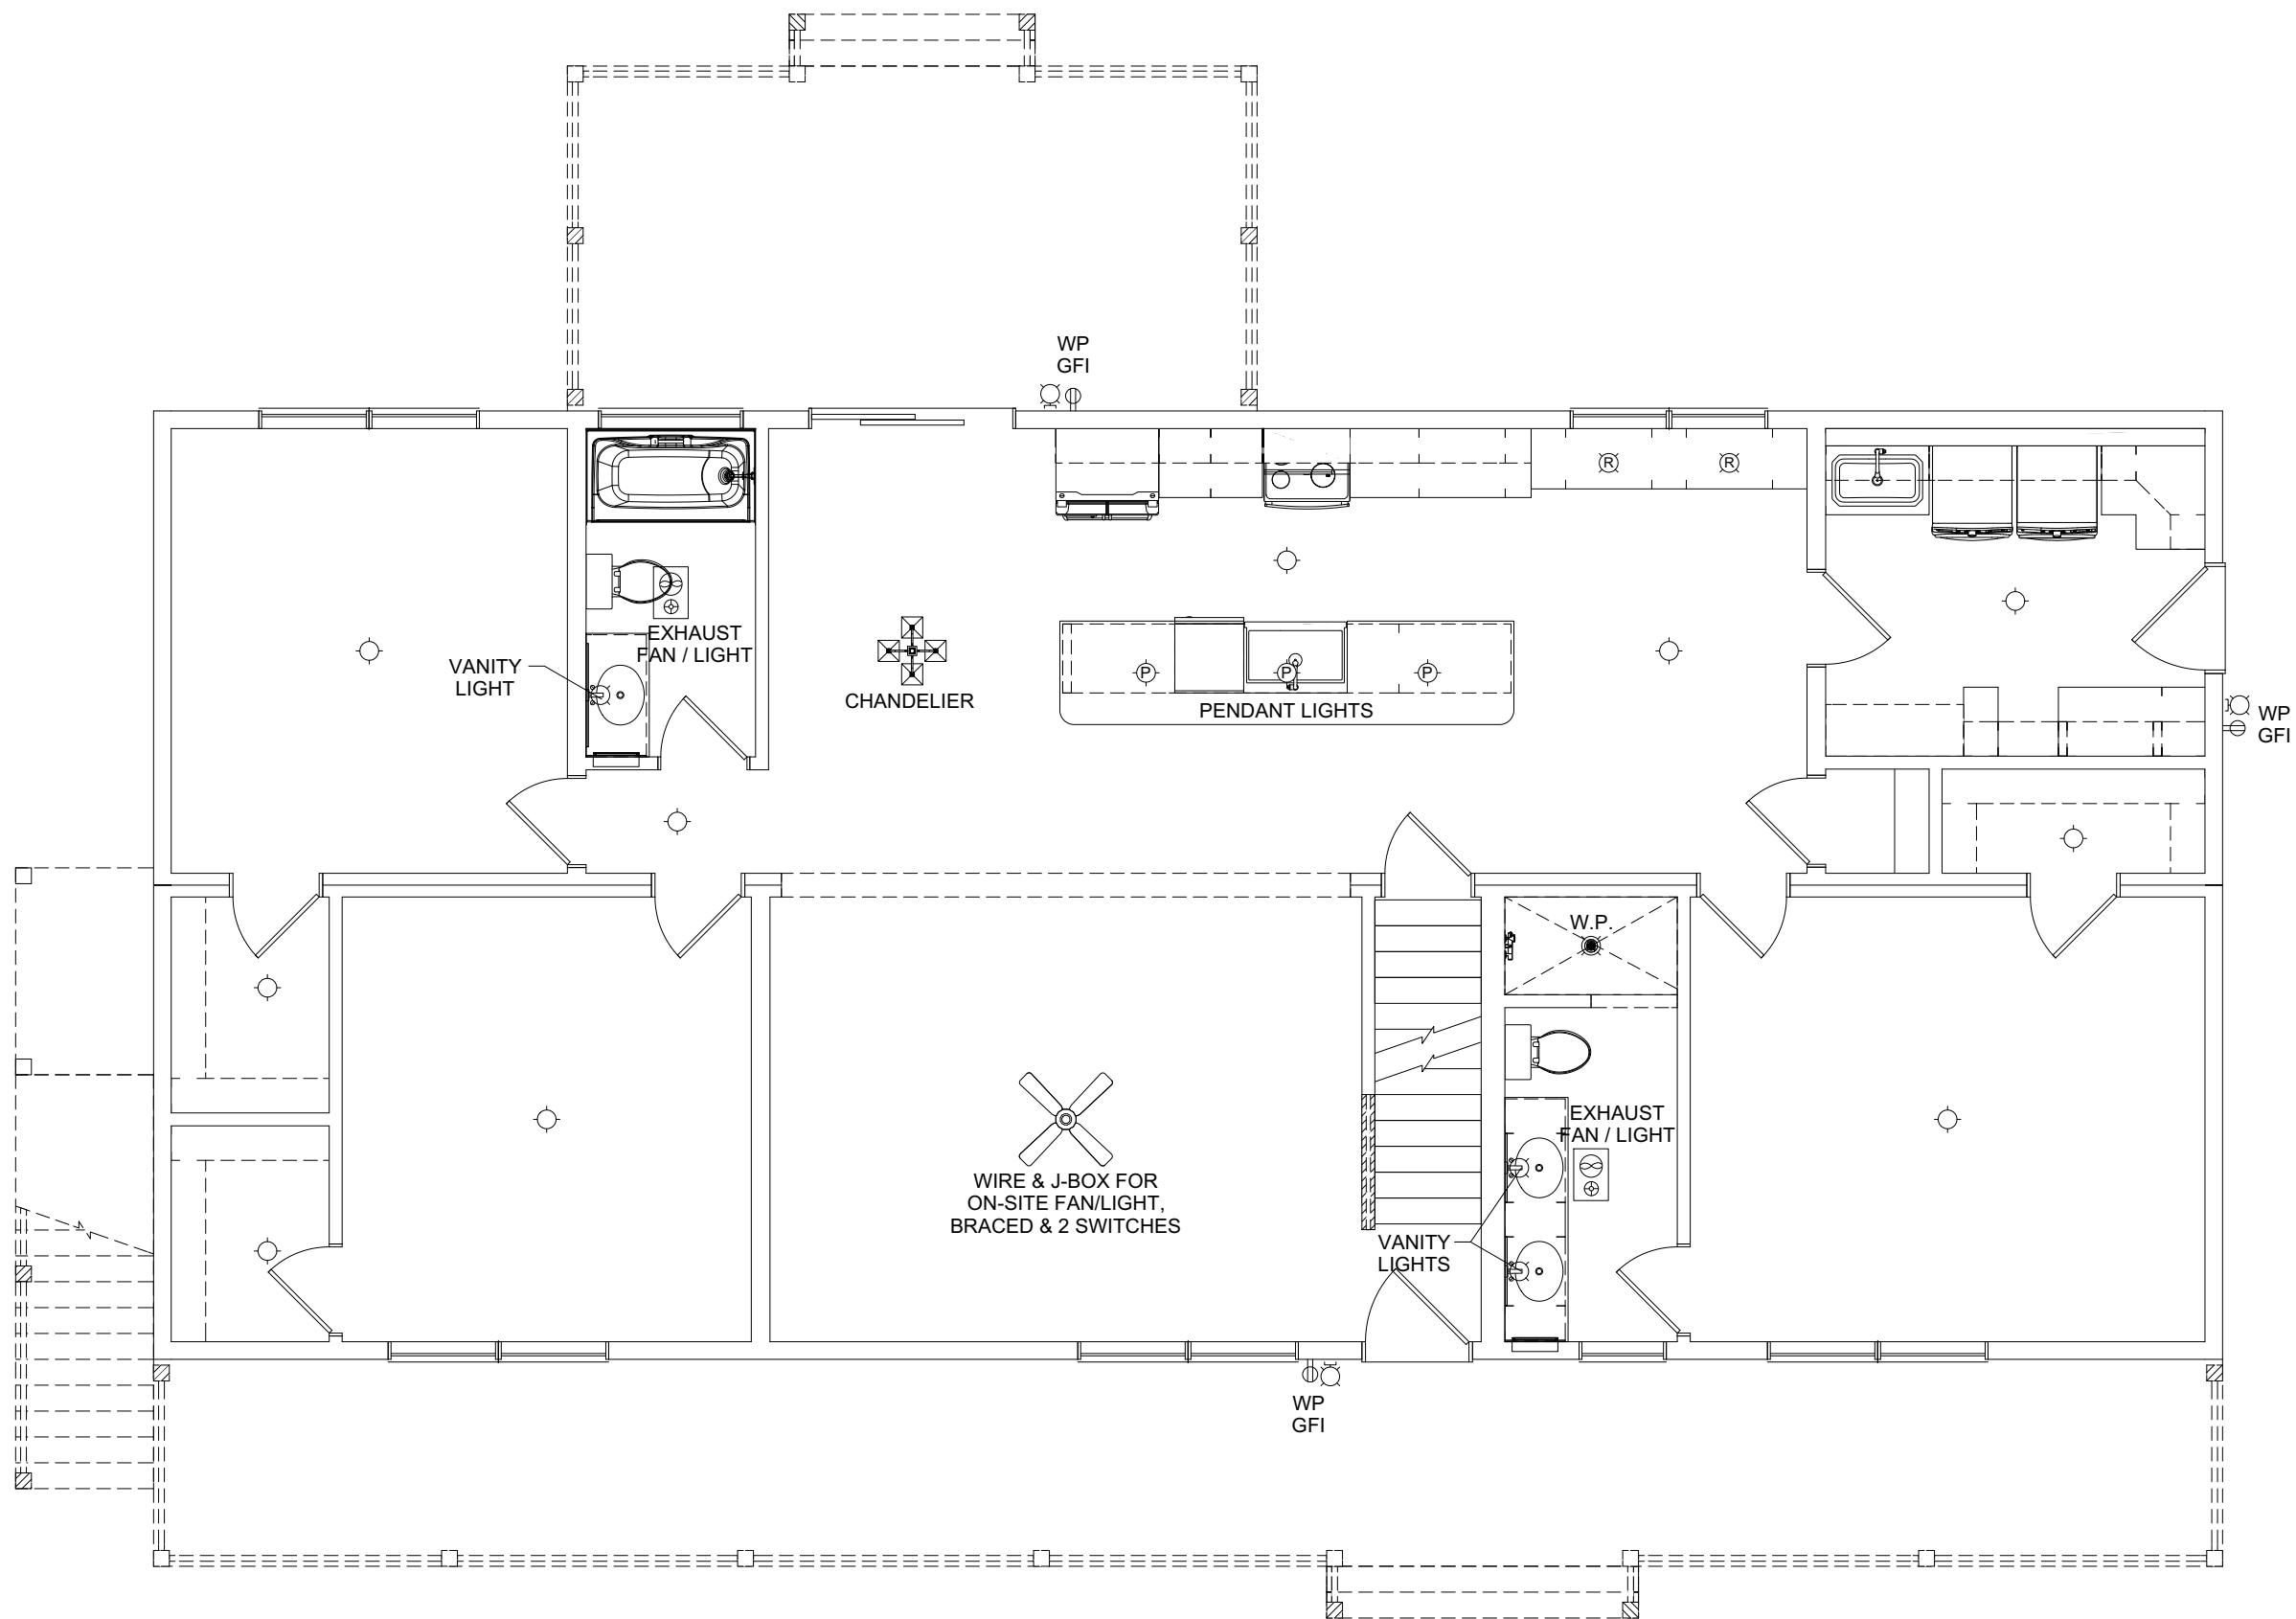 WP
GFI
R
R
EXHAUST
FAN / LIGHT
VANITY
LIGHT
CHANDELIER
P
P
P
PENDANT LIGHTS
WP
GFI
W.P.
EXHAUST
FAN / LIGHT
WIRE & J-BOX FOR
ON-SITE FAN/LIGHT,
BRACED & 2 SWITCHES
VANITY
LIGHTS
WP
GFI